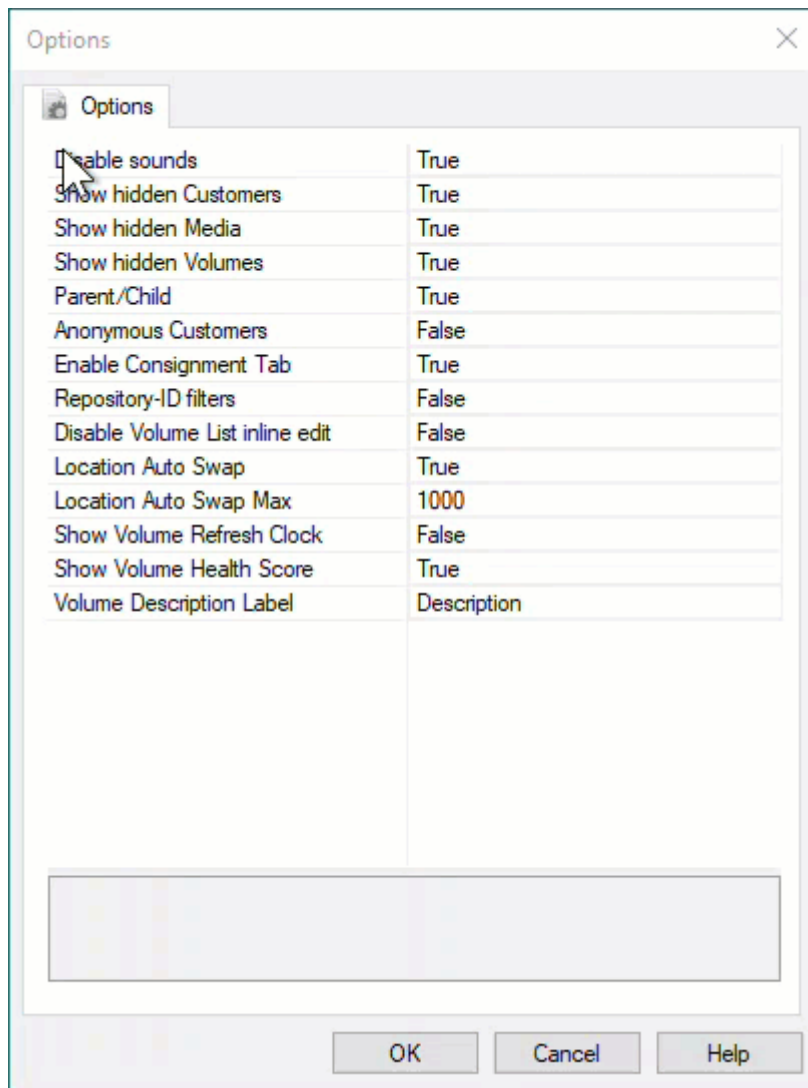 Options
Options
Disable sounds True
Show hidden Customers True
Show hidden Media True
Show hidden Volumes True
Parent/Child True
Anonymous Customers False
Enable Consignment Tab True
Repository-ID filters False
Disable Volume List inline edit False
Location Auto Swap True
Location Auto Swap Max 1000
Show Volume Refresh Clock False
Show Volume Health Score True
Volume Description Label Description
OK Cancel Help